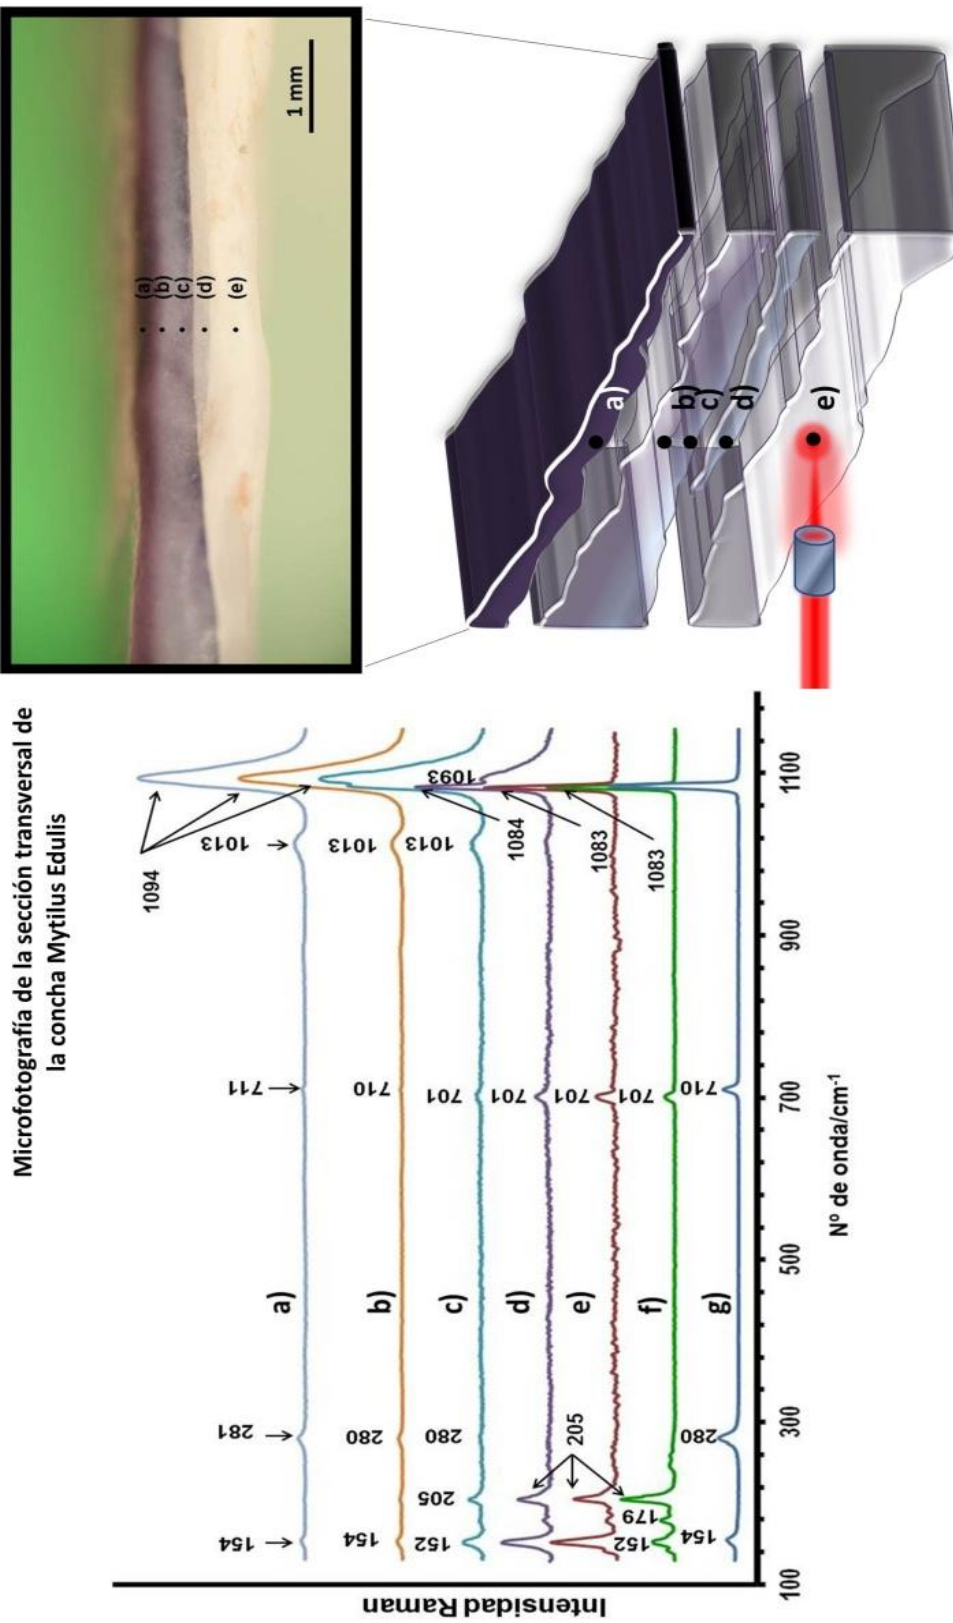 Microfotografía de la sección transversal de
la concha Mytilus Edulis
(a)
(b)
(c)
(d)
(e)
1 mm
a)
b)
c)
d)
e)
Intensidad Raman
1094
154
281
711
1013
a)
154
280
710
1013
b)
152
205
280
701
1013
c)
1084
1093
701
d)
205
1083
701
e)
152
179
1083
701
f)
154
280
710
g)
100
300
500
700
900
1100
Nº de onda/cm-1